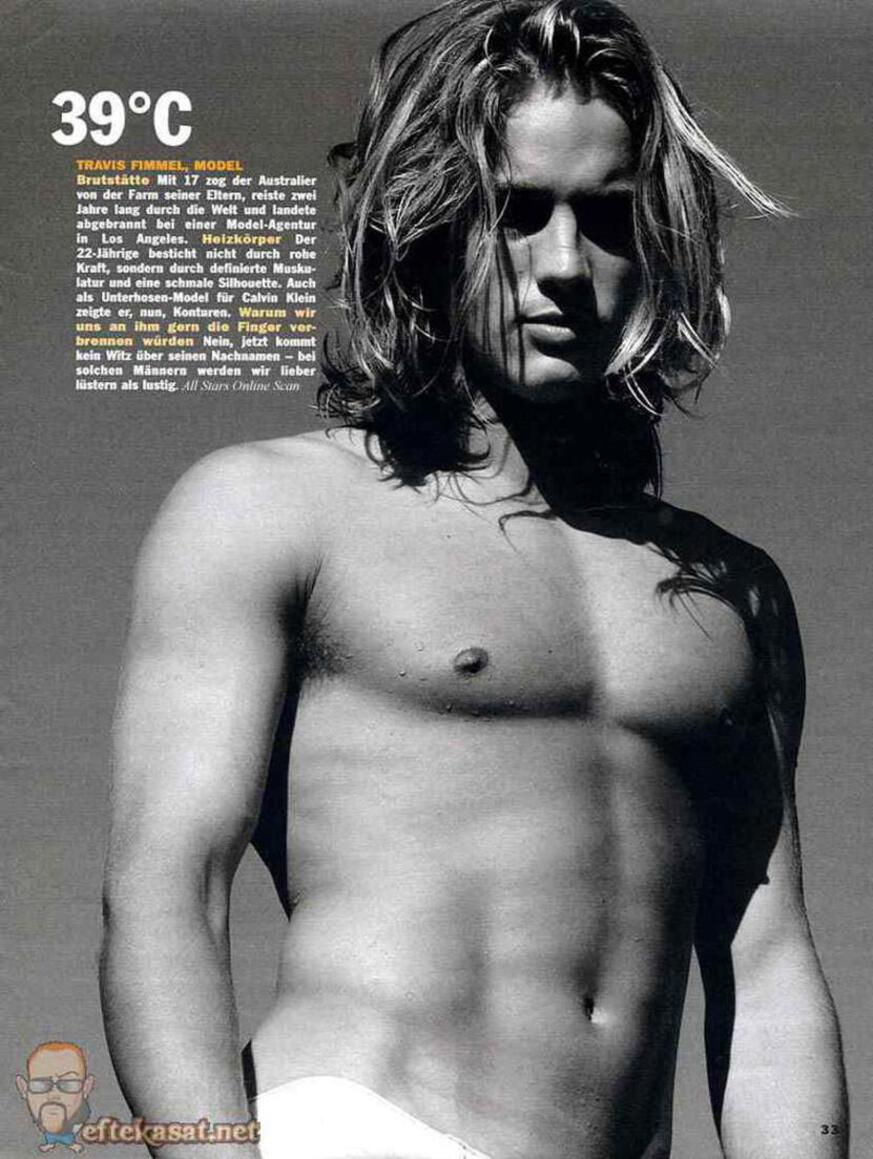 39°C
TRAVIS FIMMEL, MODEL
Brutstätte Mit 17 zog der Australier
von der Farm seiner Eltern, reiste zwei
Jahre lang durch die Welt und landete
abgebrannt bei einer Model-Agentur
in Los Angeles. Heizkörper Der
22-Jährige besticht nicht durch rohe
Kraft, sondern durch definierte Musku-
latur und eine schmale Silhouette. Auch
als Unterhosen-Model für Calvin Klein
zeigte er, nun, Konturen. Warum wir
uns an ihm gern die Finger ver-
brennen würden Nein, jetzt kommt
kein Witz über seinen Nachnamen – bei
solchen Männern werden wir lieber
lüstern als lustig. All Stars Online Scan
eftekasat.net
33